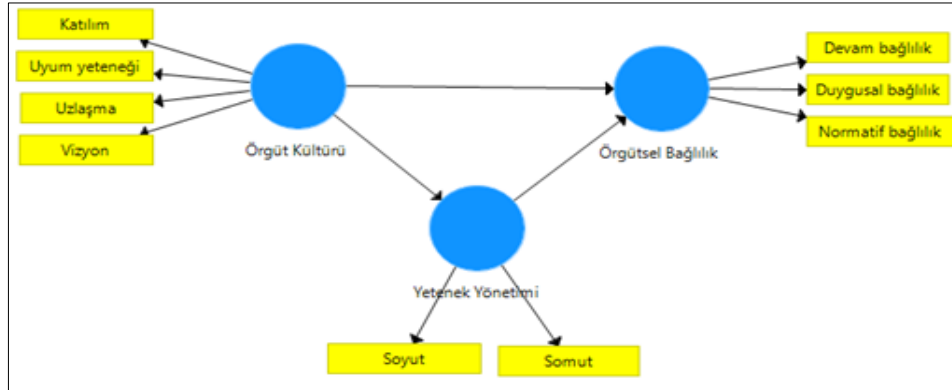 Katılım
Uyum yeteneği
Uzlaşma
Vizyon
Örgüt Kültürü
Devam bağlılık
Duygusal bağlılık
Normatif bağlılık
Örgütsel Bağlılık
Yetenek Yönetimi
Soyut
Somut